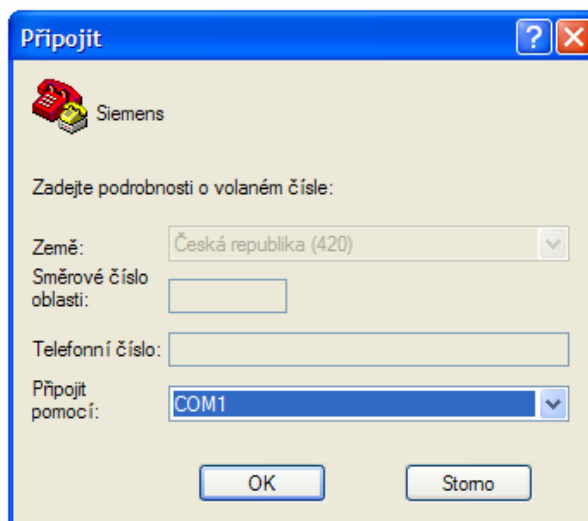 Připojit
Siemens
Zadejte podrobnosti o volaném čísle:
Země: Česká republika (420)
Směrové číslo
oblasti:
Telefonní číslo:
Připojit
pomocí: COM1
OK Storno